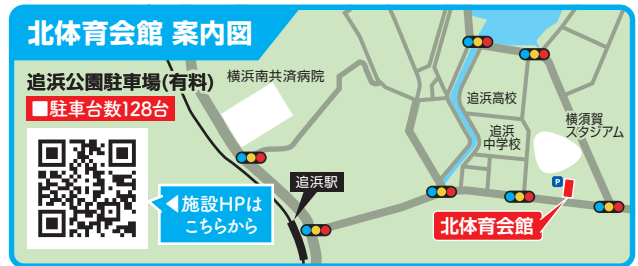 北体育会館 案内図
追浜公園駐車場(有料)
■駐車台数128台
◀施設HPは
こちらから
横浜南共済病院
追浜駅
追浜高校
追浜
中学校
横須賀
スタジアム
P
北体育会館